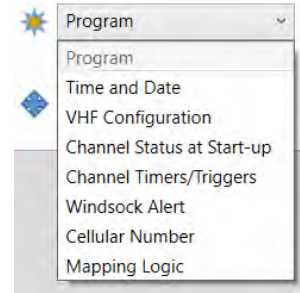 Program
Program
Time and Date
VHF Configuration
Channel Status at Start-up
Channel Timers/Triggers
Windsock Alert
Cellular Number
Mapping Logic